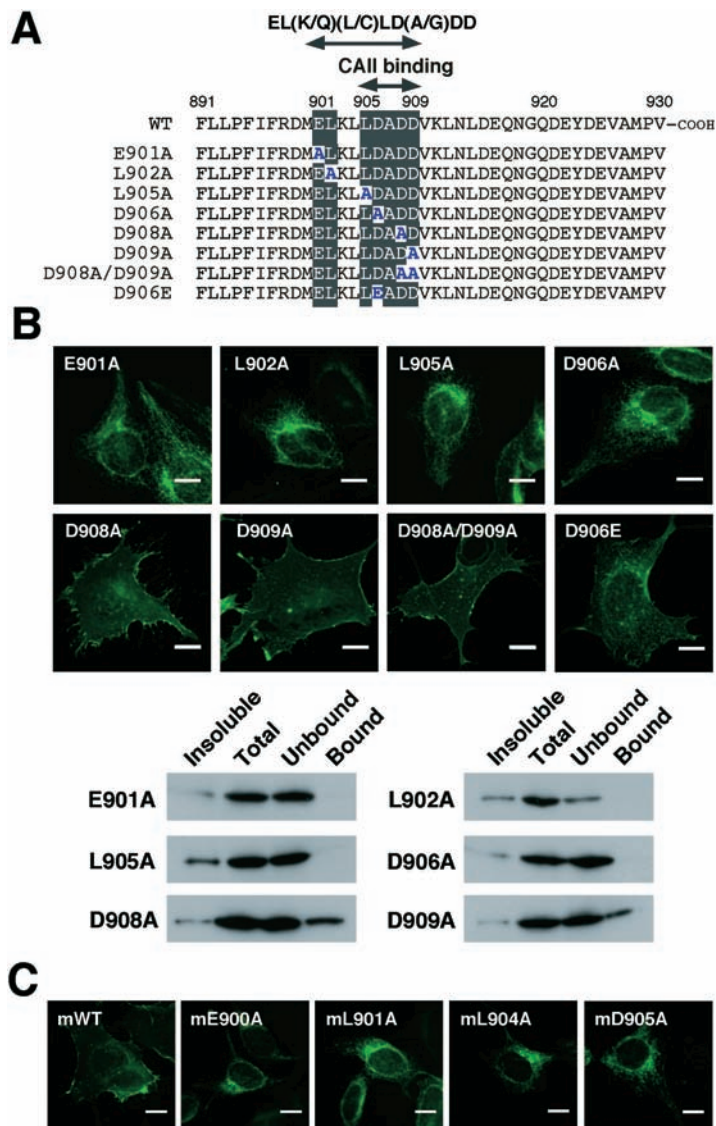 A
EL(K/Q)(L/C)LD(A/G)DD
CAII binding
891 901 905 909 920 930
WT FLLPFIFRDMELKLLDADDVKLNLDEQNGQDEYDEVAMPV-COOH
E901A FLLPFIFRDMALKLLDADDVKLNLDEQNGQDEYDEVAMPV
L902A FLLPFIFRDMEAKLLDADDVKLNLDEQNGQDEYDEVAMPV
L905A FLLPFIFRDMELKLADADDVKLNLDEQNGQDEYDEVAMPV
D906A FLLPFIFRDMELKLLAADDVKLNLDEQNGQDEYDEVAMPV
D908A FLLPFIFRDMELKLLDAADVKLNLDEQNGQDEYDEVAMPV
D909A FLLPFIFRDMELKLLDADAVKLNLDEQNGQDEYDEVAMPV
D908A/D909A FLLPFIFRDMELKLLDAAAVKLNLDEQNGQDEYDEVAMPV
D906E FLLPFIFRDMELKLLEADDVKLNLDEQNGQDEYDEVAMPV
B
E901A L902A L905A D906A
D908A D909A D908A/D909A D906E
Insoluble Total Unbound Bound Insoluble Total Unbound Bound
E901A L902A
L905A D906A
D908A D909A
C
mWT mE900A mL901A mL904A mD905A